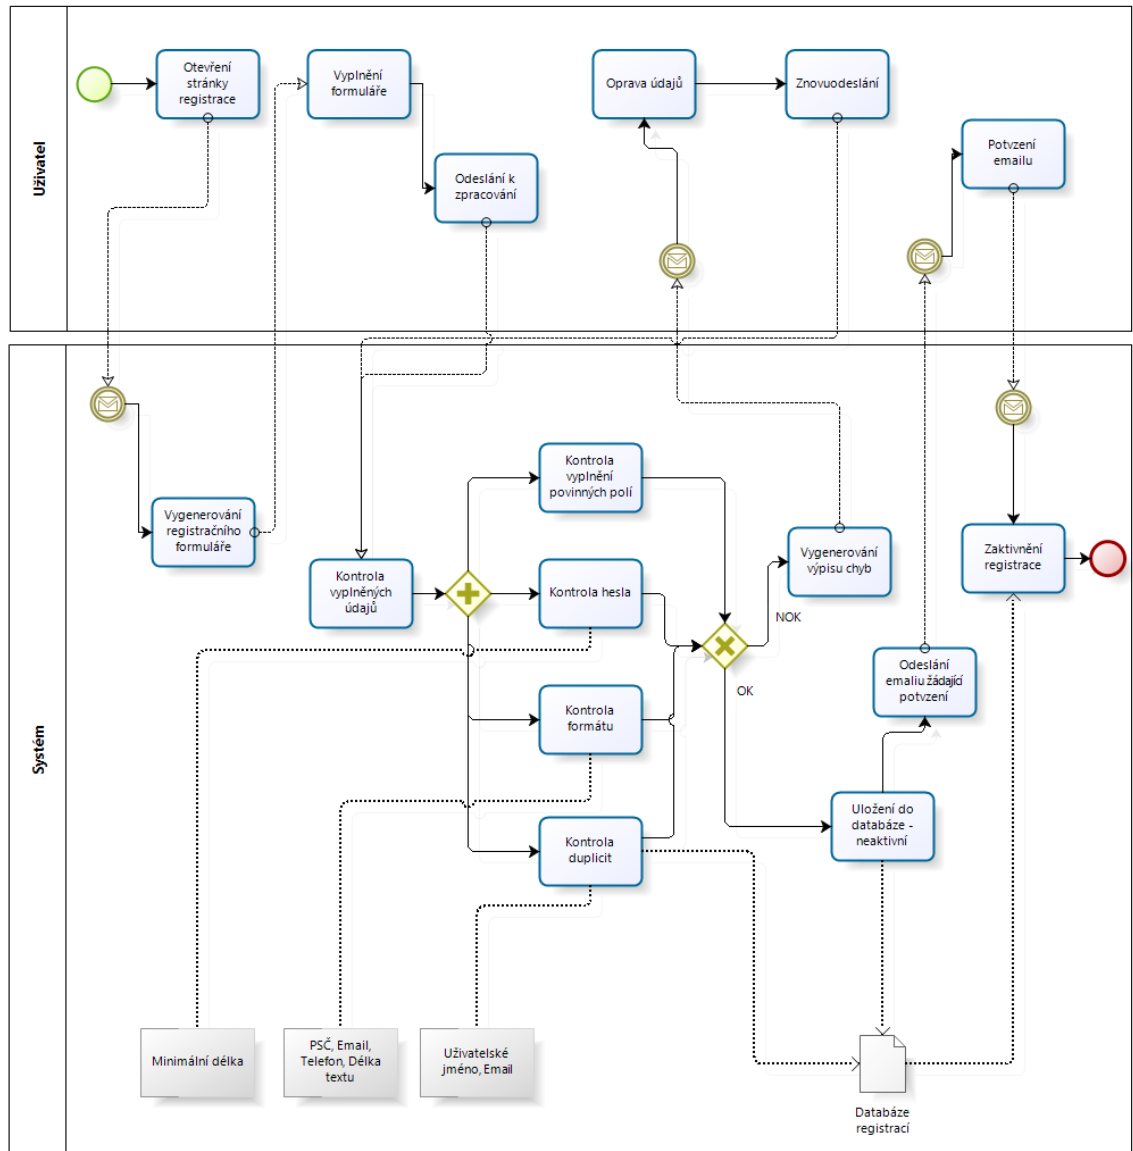 Uživatel
Otevření
stránky
registrace
Vyplnění
formuláře
Odeslání k
zpracování
Oprava údajů
Znovuodeslání
Potvzení
emailu
Systém
Vygenerování
registračního
formuláře
Kontrola
vyplněných
údajů
Kontrola
vyplnění
povinných polí
Kontrola hesla
Kontrola
formátu
Kontrola
duplicit
NOK
OK
Vygenerování
výpisu chyb
Zaktivnění
registrace
Odeslání
emaliu žádající
potvzení
Uložení do
databáze -
neaktivní
Minimální délka
PSČ, Email,
Telefon, Délka
textu
Uživatelské
jméno, Email
Databáze
registrací